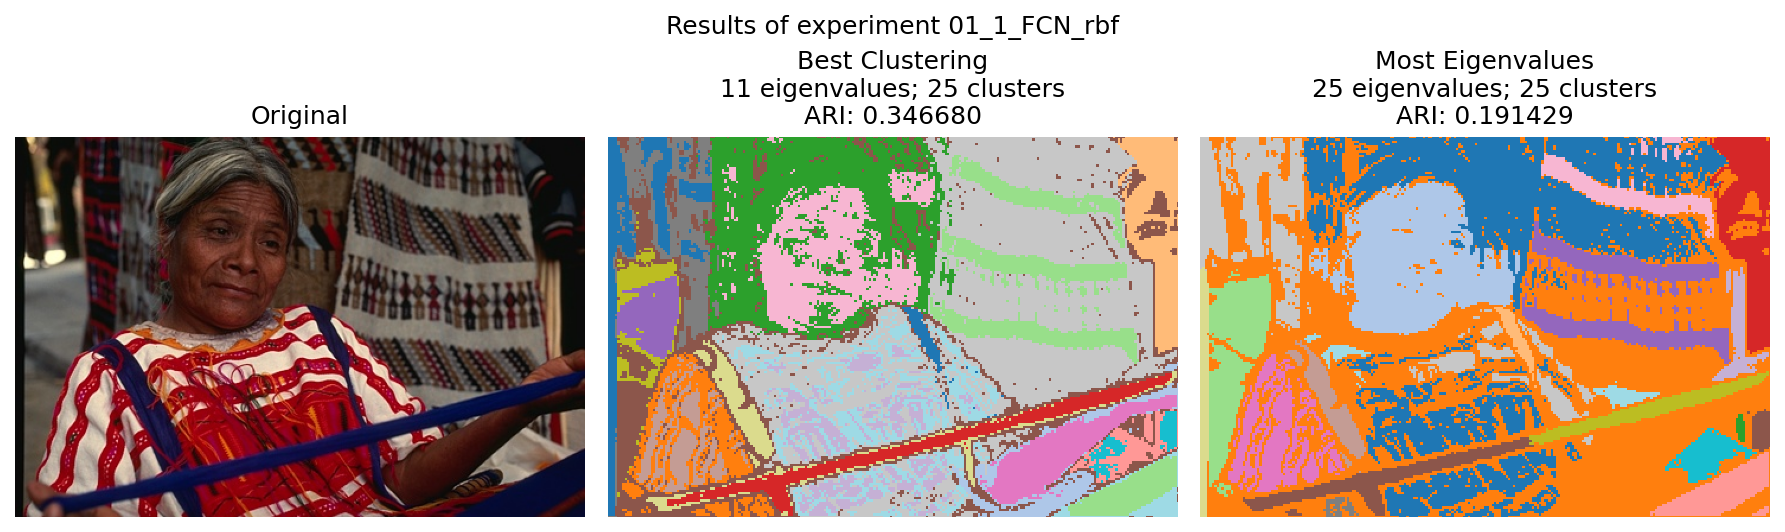 Results of experiment 01_1_FCN_rbf
Original
Best Clustering
11 eigenvalues; 25 clusters
ARI: 0.346680
Most Eigenvalues
25 eigenvalues; 25 clusters
ARI: 0.191429